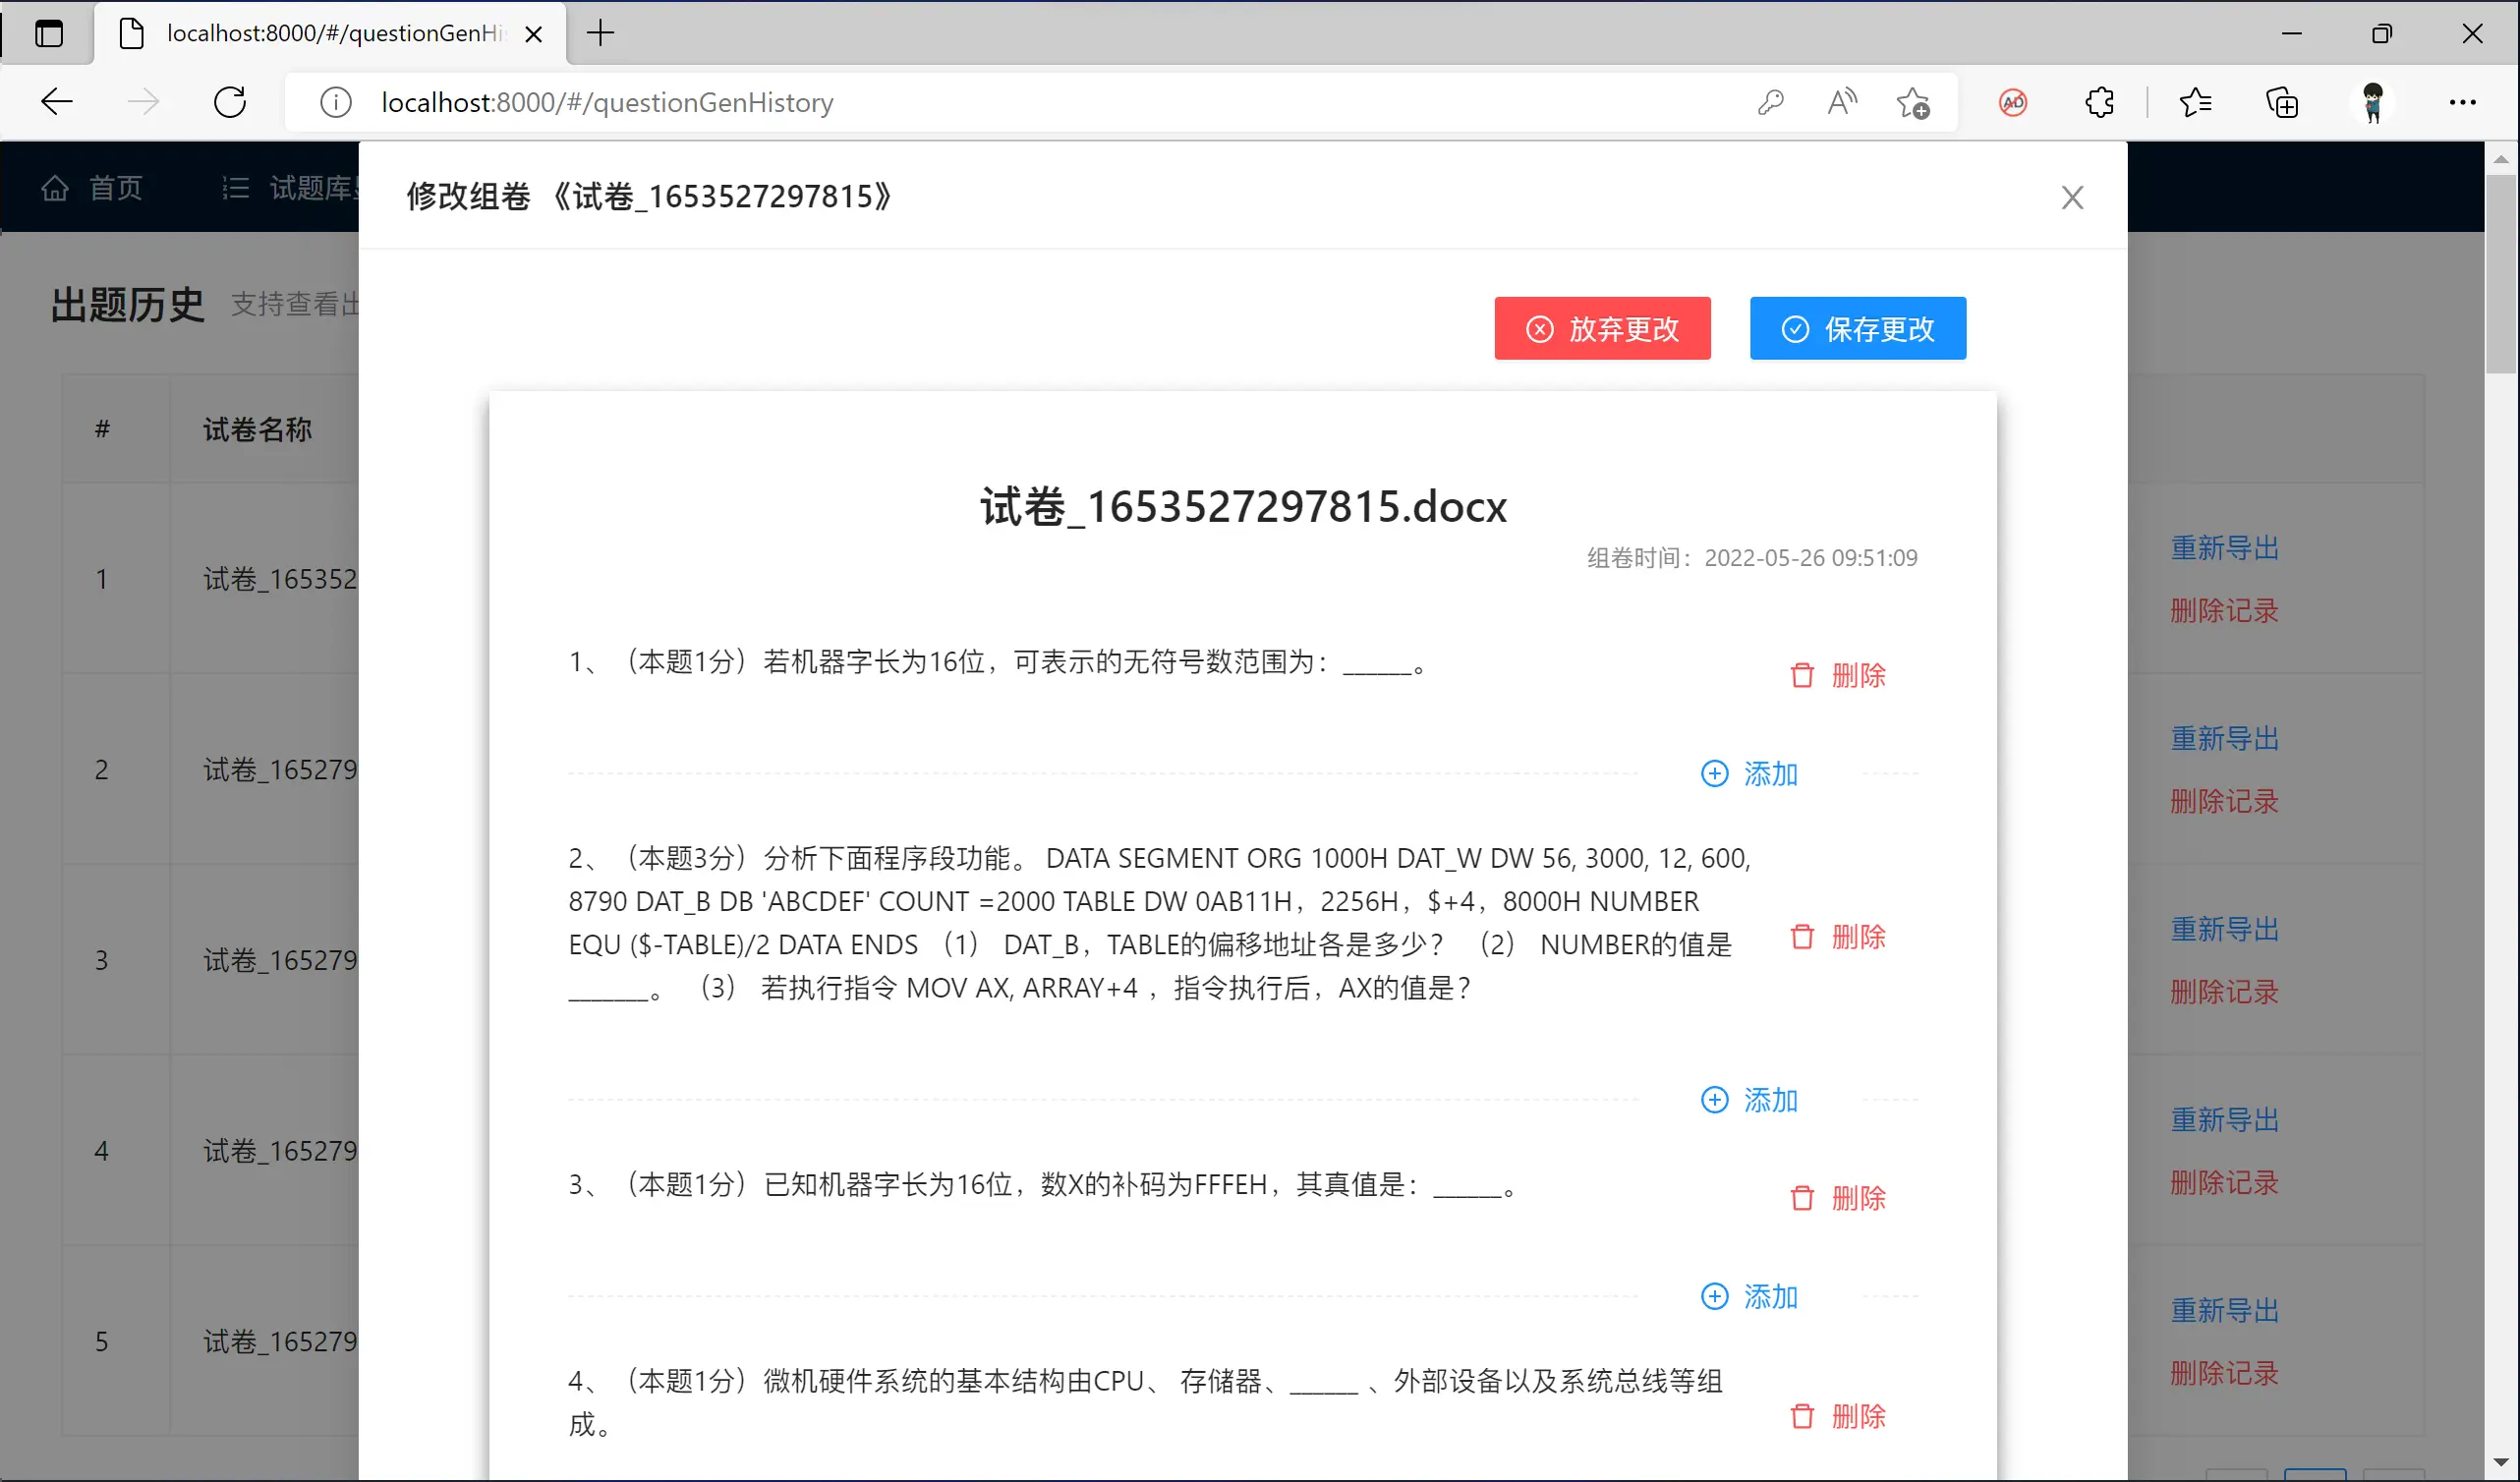 localhost:8000/#/questionGenHi
localhost:8000/#/questionGenHistory
首页
试题库
修改组卷 《试卷_1653527297815》
出题历史 支持查看出
放弃更改
保存更改
# 试卷名称
试卷_1653527297815.docx
组卷时间：2022-05-26 09:51:09
1 试卷_165352
重新导出
删除记录
1、（本题1分）若机器字长为16位，可表示的无符号数范围为：______。
删除
添加
2 试卷_165279
重新导出
删除记录
2、（本题3分）分析下面程序段功能。 DATA SEGMENT ORG 1000H DAT_W DW 56, 3000, 12, 600,
8790 DAT_B DB 'ABCDEF' COUNT =2000 TABLE DW 0AB11H，2256H，$+4，8000H NUMBER
EQU ($-TABLE)/2 DATA ENDS （1） DAT_B，TABLE的偏移地址各是多少？ （2） NUMBER的值是
_______。 （3） 若执行指令 MOV AX, ARRAY+4 ，指令执行后，AX的值是？
删除
3 试卷_165279
重新导出
删除记录
添加
3、（本题1分）已知机器字长为16位，数X的补码为FFFEH，其真值是：______。
删除
4 试卷_165279
重新导出
删除记录
添加
4、（本题1分）微机硬件系统的基本结构由CPU、 存储器、______ 、外部设备以及系统总线等组
成。
删除
5 试卷_165279
重新导出
删除记录